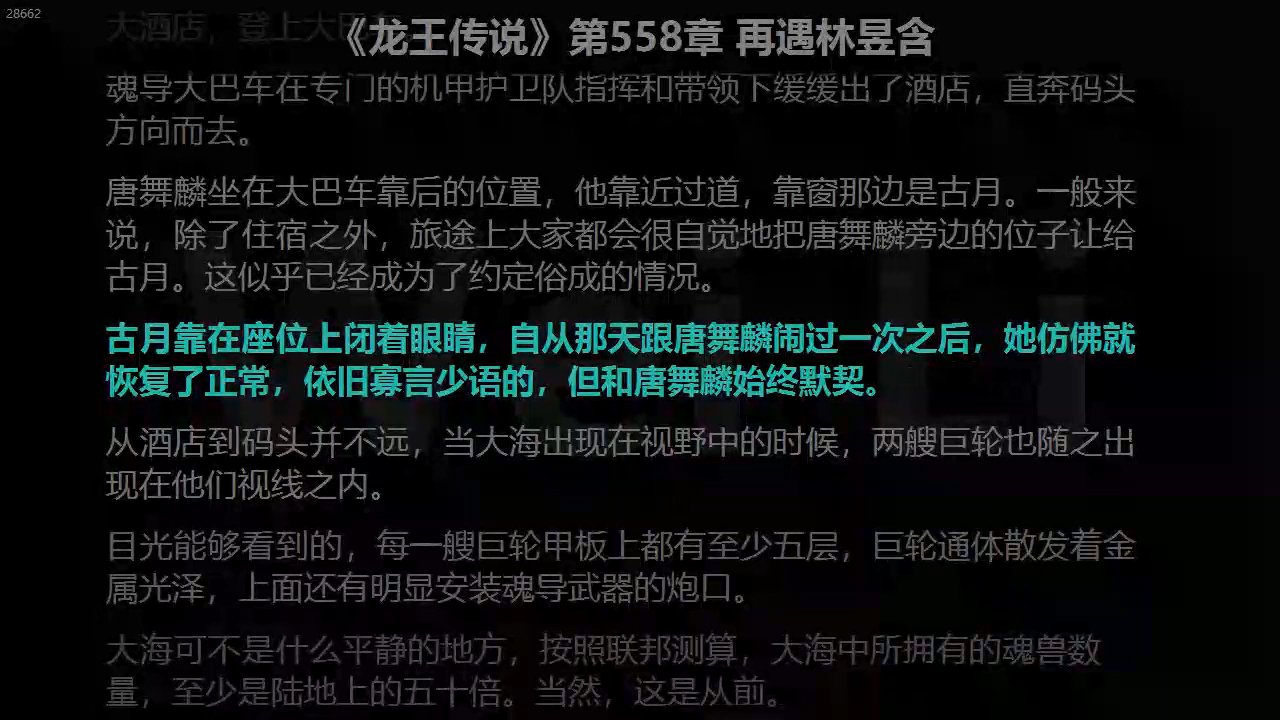 28662
大酒店，登上大巴车。
《龙王传说》第558章 再遇林昱含
魂导大巴车在专门的机甲护卫队指挥和带领下缓缓出了酒店，直奔码头
方向而去。
唐舞麟坐在大巴车靠后的位置，他靠近过道，靠窗那边是古月。一般来
说，除了住宿之外，旅途上大家都会很自觉地把唐舞麟旁边的位子让给
古月。这似乎已经成为了约定俗成的情况。
古月靠在座位上闭着眼睛，自从那天跟唐舞麟闹过一次之后，她仿佛就
恢复了正常，依旧寡言少语的，但和唐舞麟始终默契。
从酒店到码头并不远，当大海出现在视野中的时候，两艘巨轮也随之出
现在他们视线之内。
目光能够看到的，每一艘巨轮甲板上都有至少五层，巨轮通体散发着金
属光泽，上面还有明显安装魂导武器的炮口。
大海可不是什么平静的地方，按照联邦测算，大海中所拥有的魂兽数
量，至少是陆地上的五十倍。当然，这是从前。